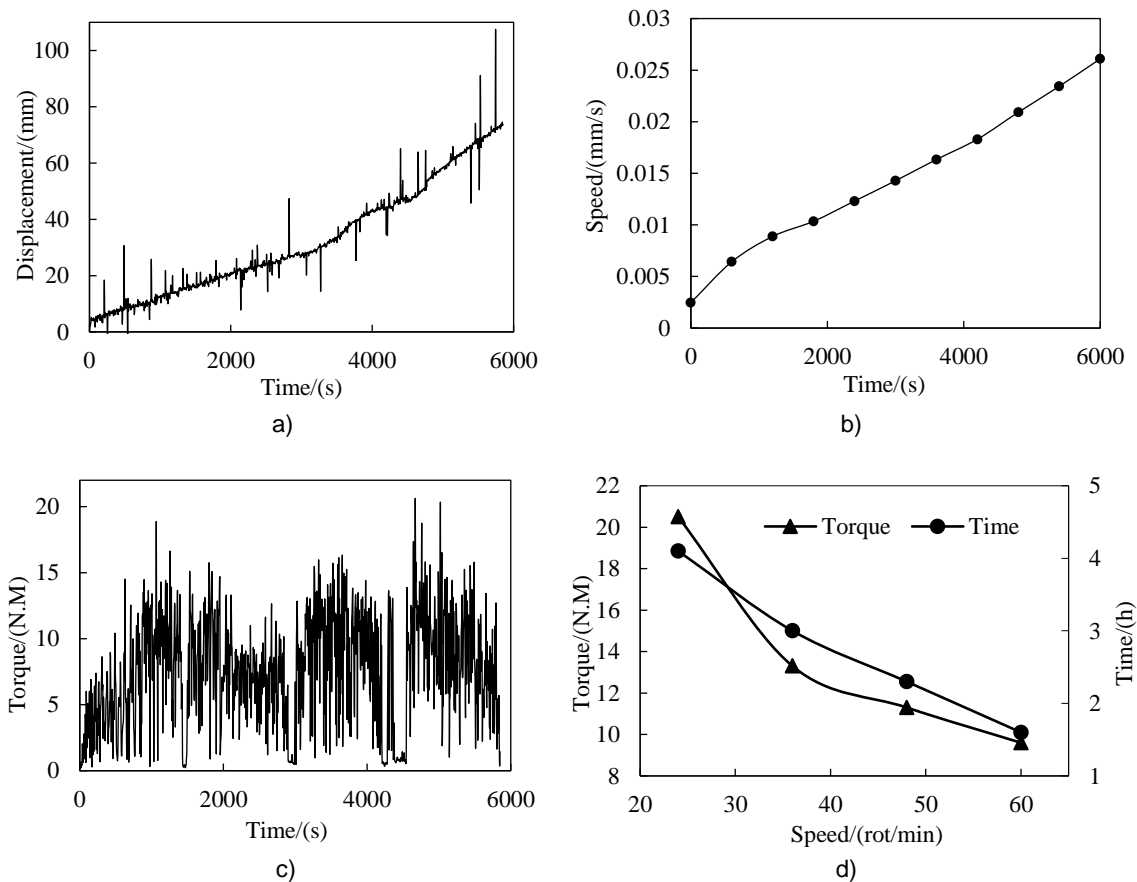 100
80
60
40
20
0
Displacement/(mm)
0 2000 4000 6000
Time/(s)
a)
0.03
0.025
0.02
0.015
0.01
0.005
0
Speed/(mm/s)
0 2000 4000 6000
Time/(s)
b)
20
15
10
5
0
Torque/(N.M)
0 2000 4000 6000
Time/(s)
c)
22
20
18
16
14
12
10
8
Torque/(N.M)
Torque Time
5
4
3
2
1
Time/(h)
20 30 40 50 60
Speed/(rot/min)
d)